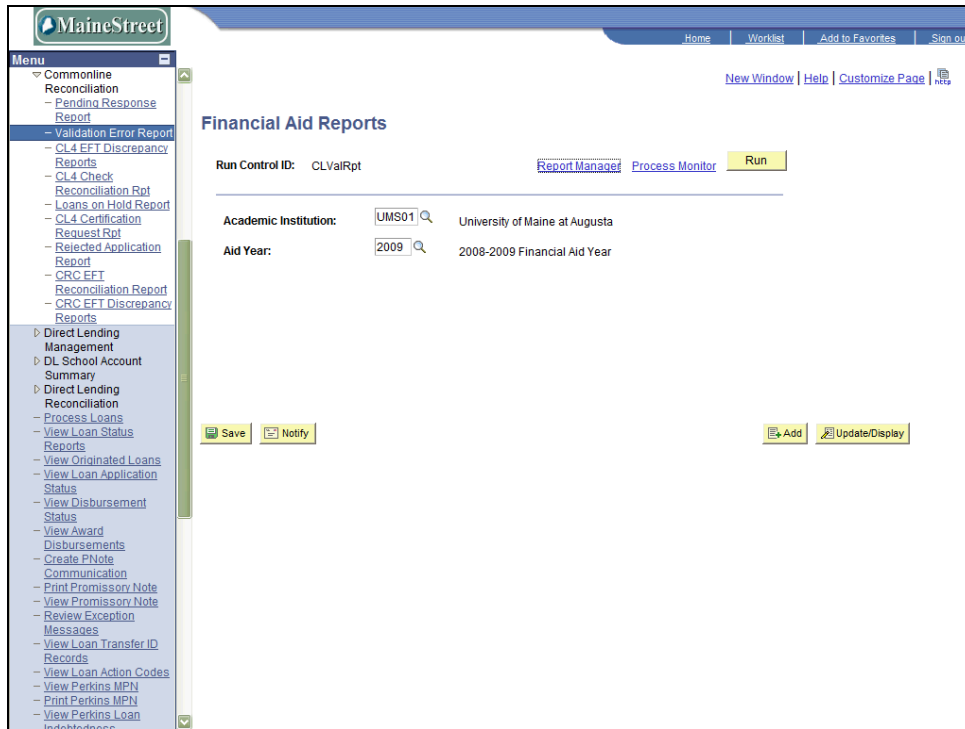 MaineStreet
Home
Worklist
Add to Favorites
Sign ou
Menu
New Window | Help | Customize Page | http
Commonline
Reconciliation
– Pending Response
Report
– Validation Error Report
– CL4 EFT Discrepancy
Reports
– CL4 Check
Reconciliation Rpt
– Loans on Hold Report
– CL4 Certification
Request Rpt
– Rejected Application
Report
– CRC EFT
Reconciliation Report
– CRC EFT Discrepancy
Reports
Direct Lending
Management
DL School Account
Summary
Direct Lending
Reconciliation
– Process Loans
– View Loan Status
Reports
– View Originated Loans
– View Loan Application
Status
– View Disbursement
Status
– View Award
Disbursements
– Create PNote
Communication
– Print Promissory Note
– View Promissory Note
– Review Exception
Messages
– View Loan Transfer ID
Records
– View Loan Action Codes
– View Perkins MPN
– Print Perkins MPN
– View Perkins Loan
Indebtedness
Financial Aid Reports
Run Control ID: CLValRpt
Report Manager
Process Monitor
Run
Academic Institution: UMS01 University of Maine at Augusta
Aid Year: 2009 2008-2009 Financial Aid Year
Save
Notify
Add
Update/Display